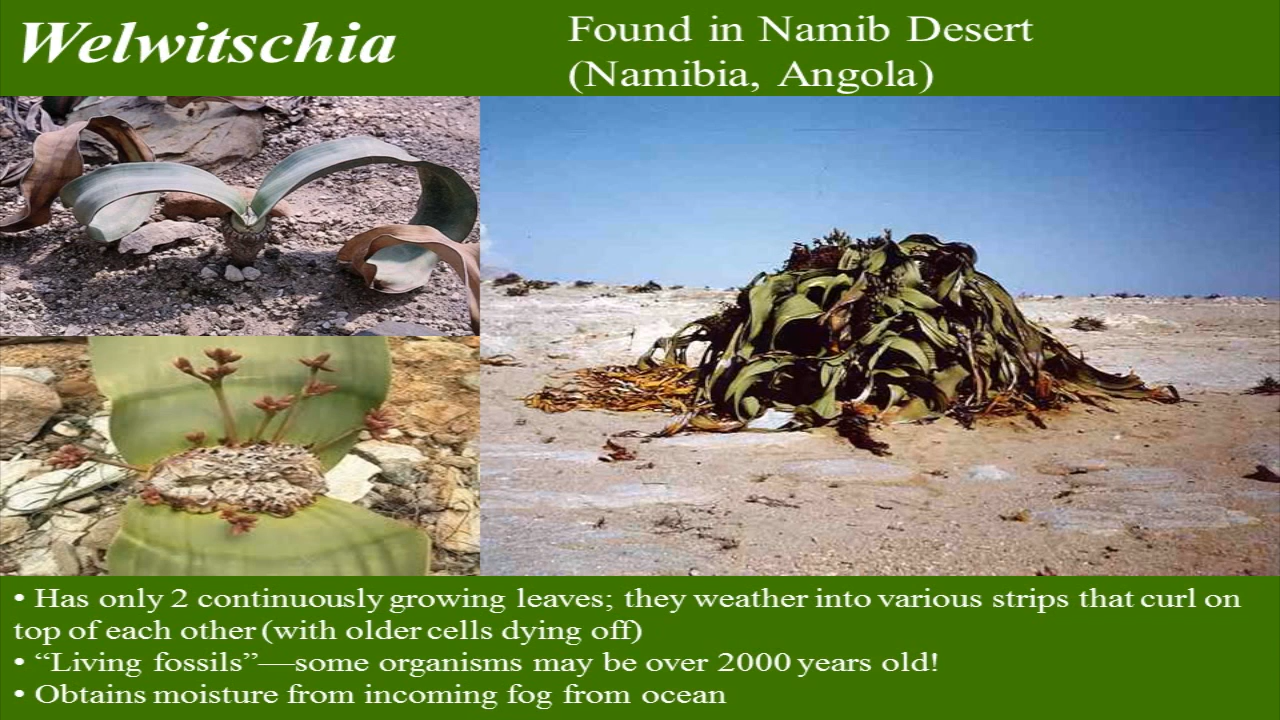 Welwitschia
Found in Namib Desert
(Namibia, Angola)
• Has only 2 continuously growing leaves; they weather into various strips that curl on
top of each other (with older cells dying off)
• “Living fossils”—some organisms may be over 2000 years old!
• Obtains moisture from incoming fog from ocean